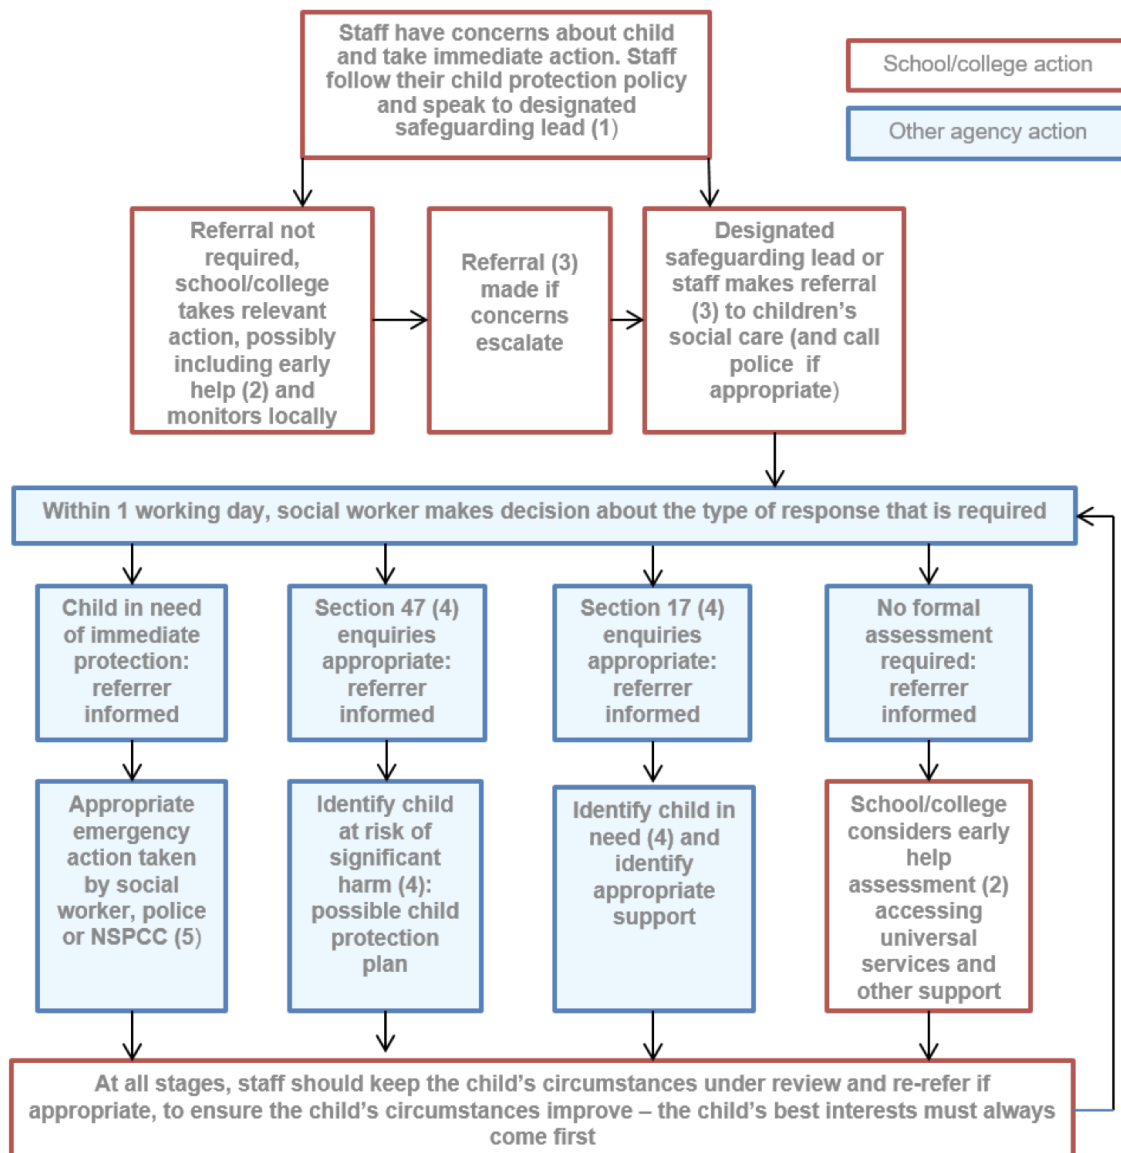 Staff have concerns about child
and take immediate action. Staff
follow their child protection policy
and speak to designated
safeguarding lead (1)
School/college action
Other agency action
Referral not
required,
school/college
takes relevant
action, possibly
including early
help (2) and
monitors locally
Referral (3)
made if
concerns
escalate
Designated
safeguarding lead or
staff makes referral
(3) to children’s
social care (and call
police if
appropriate)
Within 1 working day, social worker makes decision about the type of response that is required
Child in need
of immediate
protection:
referrer
informed
Section 47 (4)
enquiries
appropriate:
referrer
informed
Section 17 (4)
enquiries
appropriate:
referrer
informed
No formal
assessment
required:
referrer
informed
Appropriate
emergency
action taken
by social
worker, police
or NSPCC (5)
Identify child
at risk of
significant
harm (4):
possible child
protection
plan
Identify child in
need (4) and
identify
appropriate
support
School/college
considers early
help
assessment (2)
accessing
universal
services and
other support
At all stages, staff should keep the child’s circumstances under review and re-refer if
appropriate, to ensure the child’s circumstances improve – the child’s best interests must always
come first